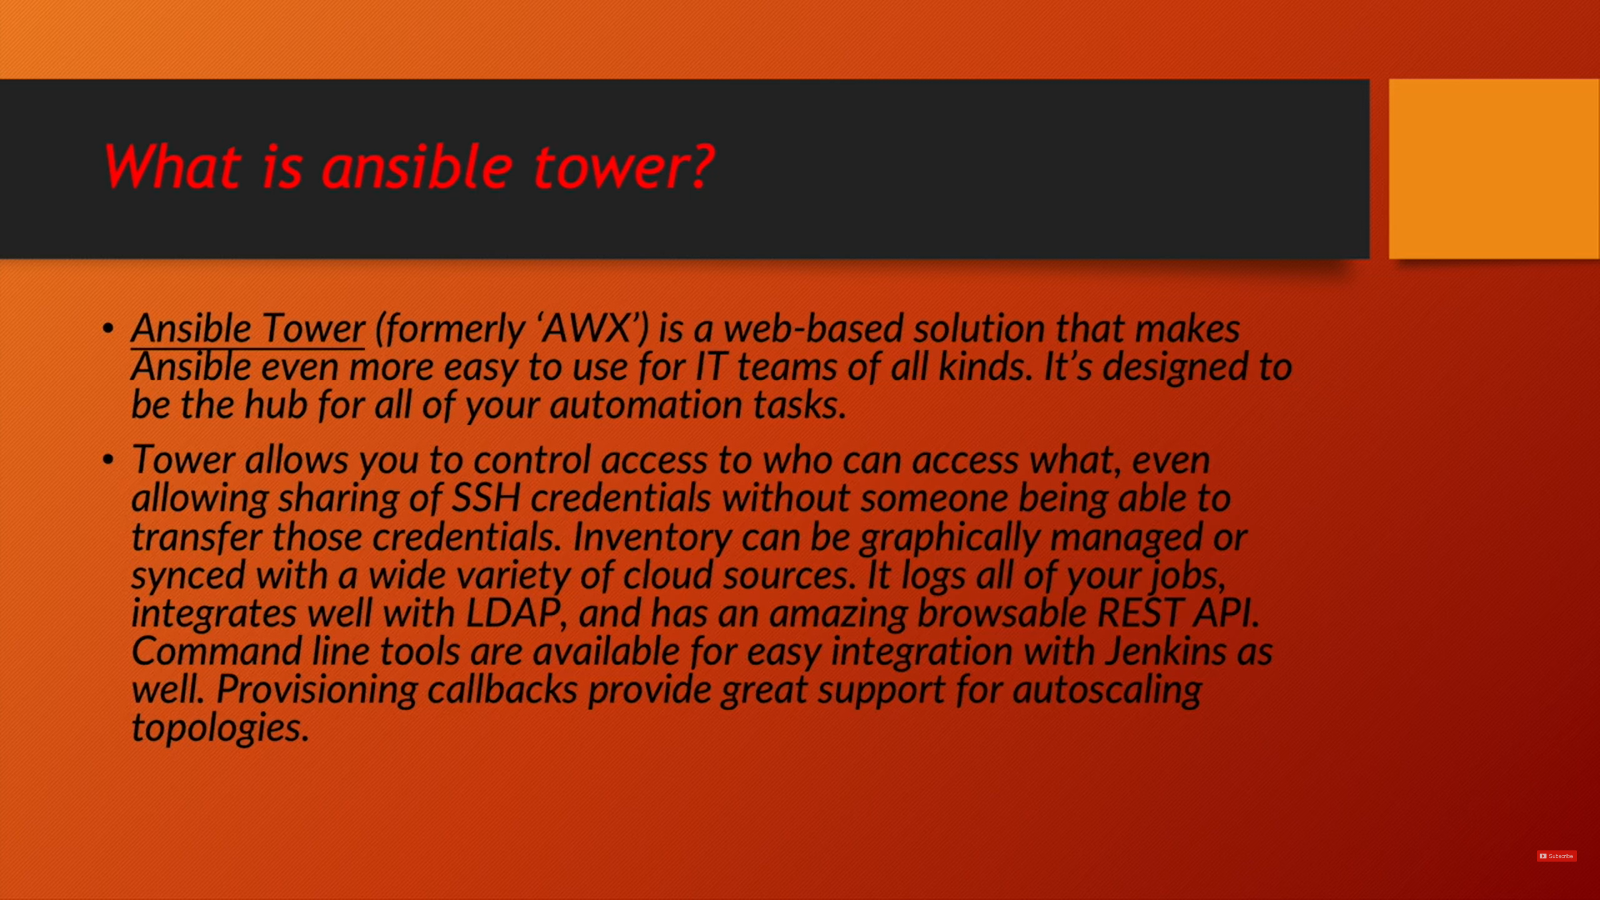 What is ansible tower?
• Ansible Tower (formerly ‘AWX’) is a web-based solution that makes
Ansible even more easy to use for IT teams of all kinds. It’s designed to
be the hub for all of your automation tasks.
• Tower allows you to control access to who can access what, even
allowing sharing of SSH credentials without someone being able to
transfer those credentials. Inventory can be graphically managed or
synced with a wide variety of cloud sources. It logs all of your jobs,
integrates well with LDAP, and has an amazing browsable REST API.
Command line tools are available for easy integration with Jenkins as
well. Provisioning callbacks provide great support for autoscaling
topologies.
Subscribe